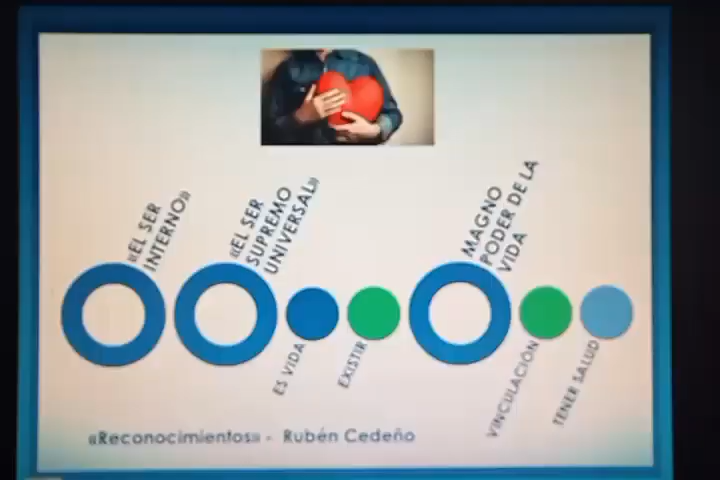 «EL SER
INTERNO»
«EL SER
SUPREMO
UNIVERSAL»
ES VIDA
EXISTIR
MAGNO
PODER DE LA
VIDA
VINCULACIÓN
TENER SALUD
«Reconocimientos» - Rubén Cedeño